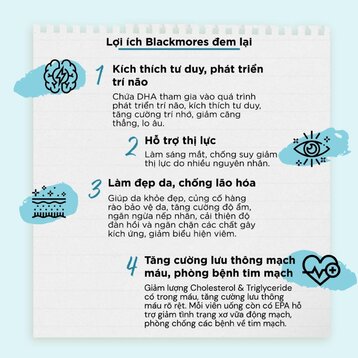 Lợi ích Blackmores đem lại
1 Kích thích tư duy, phát triển
trí não
Chứa DHA tham gia vào quá trình
phát triển trí não, kích thích tư duy,
tăng cường trí nhớ, giảm căng
thẳng, lo âu.
2 Hỗ trợ thị lực
Làm sáng mắt, chống suy giảm
thị lực do nhiều nguyên nhân.
3 Làm đẹp da, chống lão hóa
Giúp da khỏe đẹp, củng cố hàng
rào bảo vệ da, tăng cường độ ẩm,
ngăn ngừa nếp nhăn, cải thiện độ
đàn hồi và ngăn chặn các chất gây
kích ứng, giảm biểu hiện viêm.
4 Tăng cường lưu thông mạch
máu, phòng bệnh tim mạch
Giảm lượng Cholesterol & Triglyceride
có trong máu, tăng cường lưu thông
máu rõ rệt. Mỗi viên uống còn có EPA hỗ
trợ giảm tình trạng xơ vữa động mạch,
phòng chống các bệnh về tim mạch.